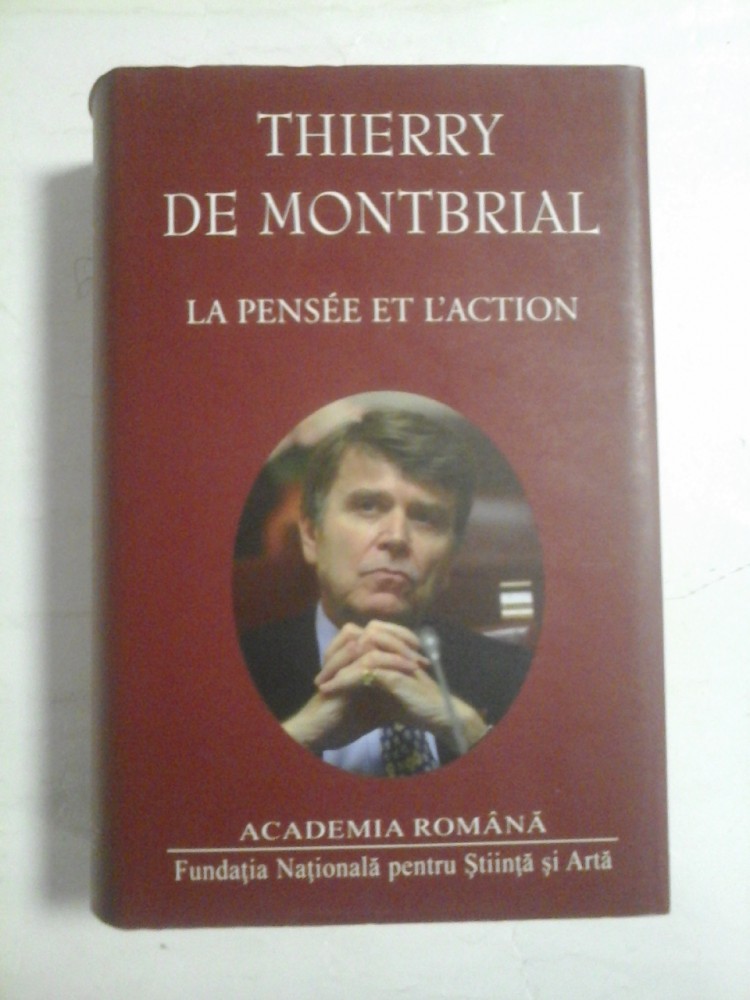 THIERRY
DE MONTBRIAL
LA PENSÉE ET L'ACTION
ACADEMIA ROMÂNĂ
Fundaţia Naţională pentru Ştiinţă şi Artă